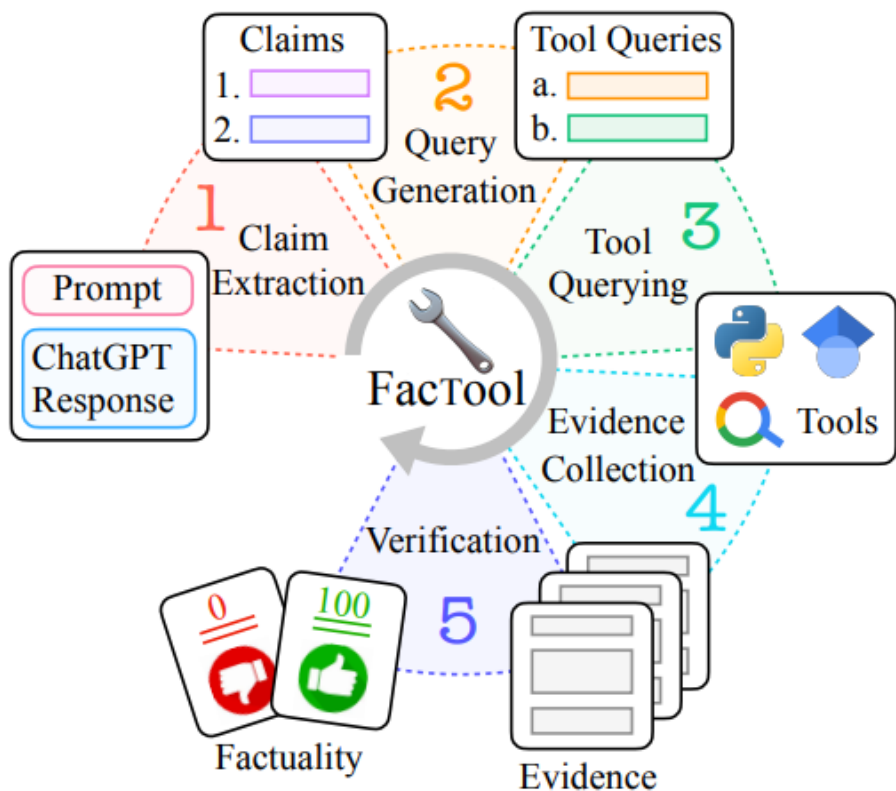 Claims
1.
2.
2
Query
Generation
Tool Queries
a.
b.
1
Claim
Extraction
3
Tool
Querying
Prompt
ChatGPT
Response
FacTool
Tools
Evidence
Collection
4
Verification
5
0
100
Factuality
Evidence